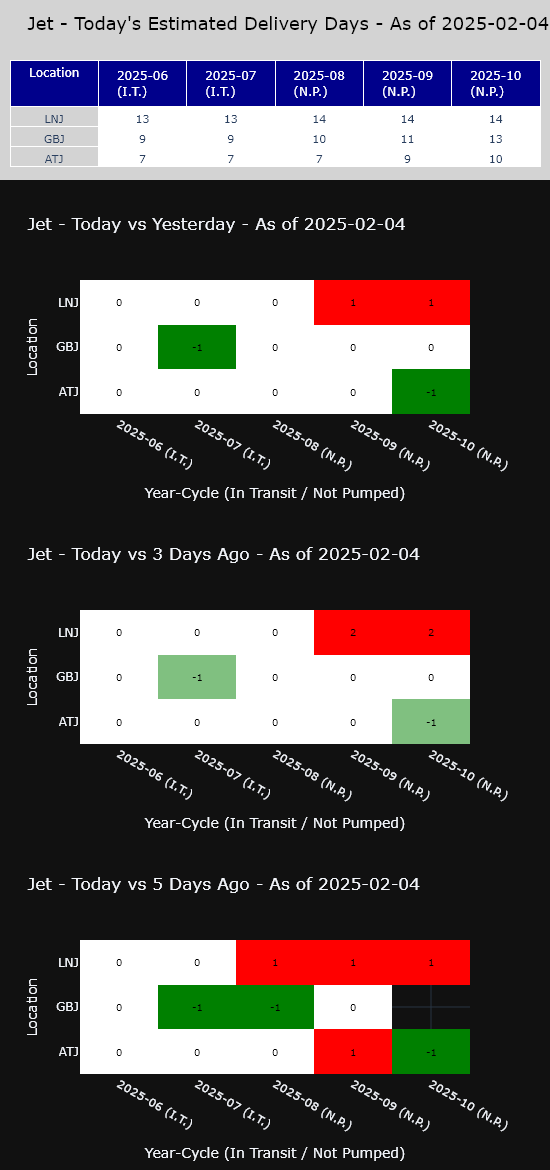 Jet - Today's Estimated Delivery Days - As of 2025-02-04
Location 2025-06 (I.T.) 2025-07 (I.T.) 2025-08 (N.P.) 2025-09 (N.P.) 2025-10 (N.P.)
LNJ 13 13 14 14 14
GBJ 9 9 10 11 13
ATJ 7 7 7 9 10
Jet - Today vs Yesterday - As of 2025-02-04
Location
LNJ 0 0 0 1 1
GBJ 0 -1 0 0 0
ATJ 0 0 0 0 -1
2025-06 (I.T.) 2025-07 (I.T.) 2025-08 (N.P.) 2025-09 (N.P.) 2025-10 (N.P.)
Year-Cycle (In Transit / Not Pumped)
Jet - Today vs 3 Days Ago - As of 2025-02-04
Location
LNJ 0 0 0 2 2
GBJ 0 -1 0 0 0
ATJ 0 0 0 0 -1
2025-06 (I.T.) 2025-07 (I.T.) 2025-08 (N.P.) 2025-09 (N.P.) 2025-10 (N.P.)
Year-Cycle (In Transit / Not Pumped)
Jet - Today vs 5 Days Ago - As of 2025-02-04
Location
LNJ 0 0 1 1 1
GBJ 0 -1 -1 0
ATJ 0 0 0 1 -1
2025-06 (I.T.) 2025-07 (I.T.) 2025-08 (N.P.) 2025-09 (N.P.) 2025-10 (N.P.)
Year-Cycle (In Transit / Not Pumped)